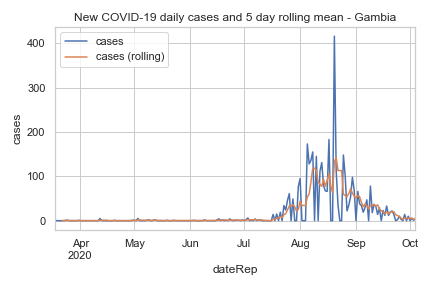 New COVID-19 daily cases and 5 day rolling mean - Gambia
cases
cases (rolling)
400
300
200
100
0
cases
Apr May Jun Jul Aug Sep Oct
2020
dateRep